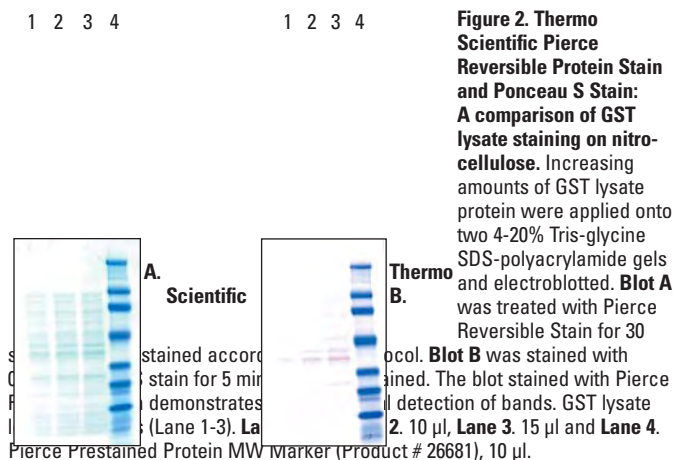 1 2 3 4
1 2 3 4
Figure 2. Thermo
Scientific Pierce
Reversible Protein Stain
and Ponceau S Stain:
A comparison of GST
lysate staining on nitro-
cellulose. Increasing
amounts of GST lysate
protein were applied onto
two 4-20% Tris-glycine
SDS-polyacrylamide gels
and electroblotted. Blot A
was treated with Pierce
Reversible Stain for 30
A.
Scientific
Thermo
B.
stained ocol. Blot B was stained with
stain for 5 ained. The blot stained with Pierce
demonstrates detection of bands. GST lysate
(Lane 1-3). 2. 10 µl, Lane 3. 15 µl and Lane 4.
Pierce Prestained Protein MW Marker (Product # 26681), 10 µl.